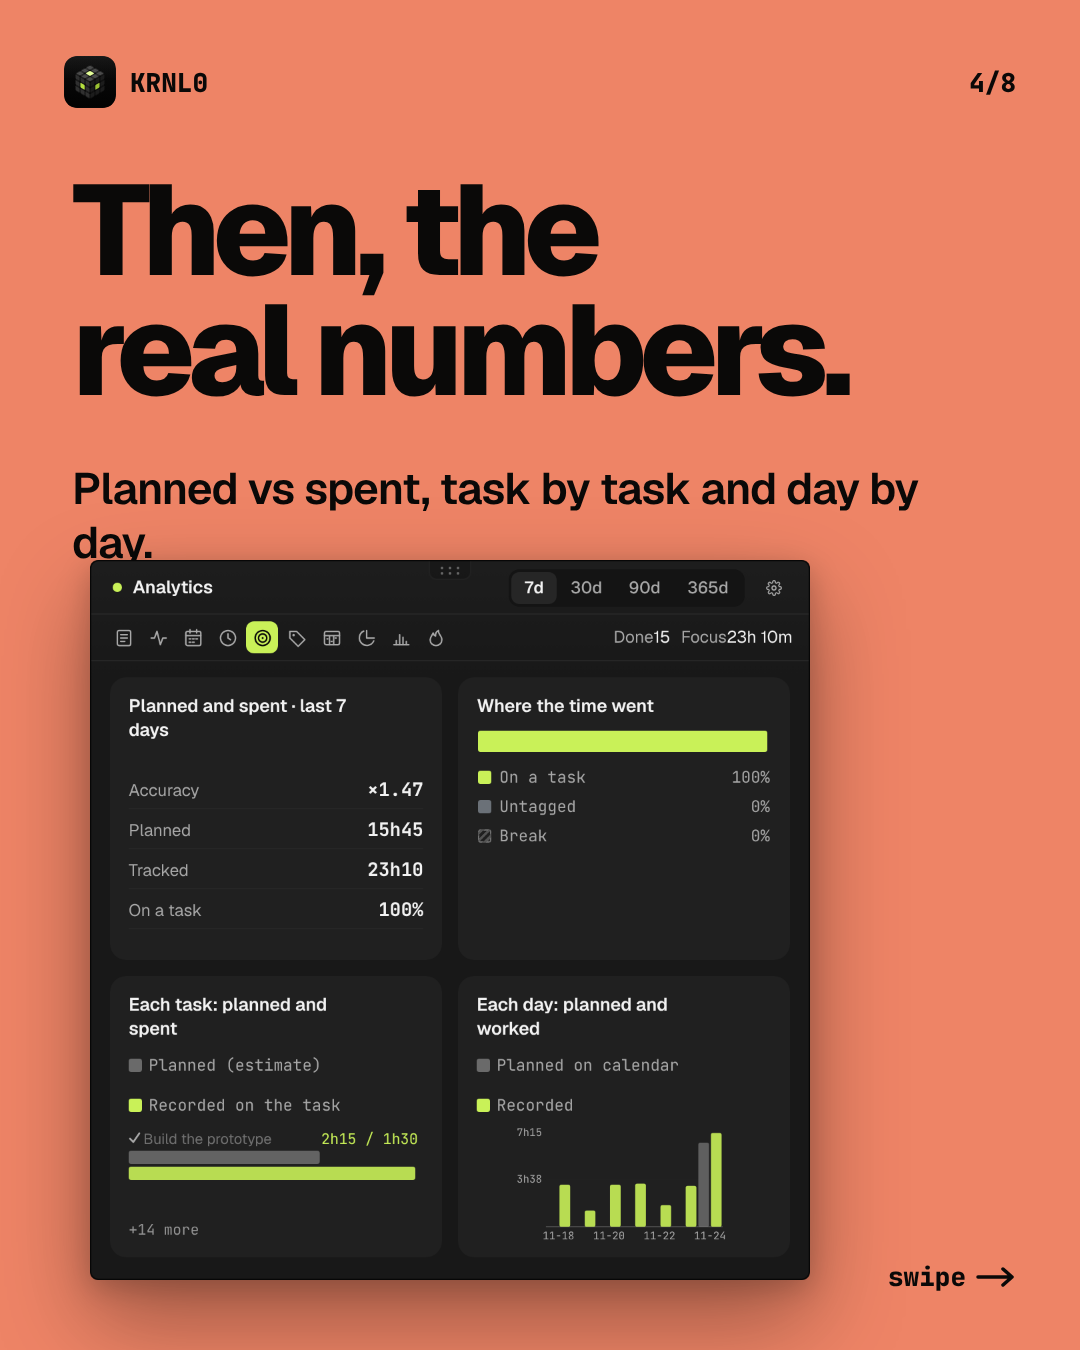 KRNL0
4/8
Then, the
real numbers.
Planned vs spent, task by task and day by
day.
Analytics
7d 30d 90d 365d
Done15 Focus23h 10m
Planned and spent · last 7
days
Accuracy ×1.47
Planned 15h45
Tracked 23h10
On a task 100%
Where the time went
On a task 100%
Untagged 0%
Break 0%
Each task: planned and
spent
Planned (estimate)
Recorded on the task
Build the prototype 2h15 / 1h30
+14 more
Each day: planned and
worked
Planned on calendar
Recorded
7h15
3h38
11-18 11-20 11-22 11-24
swipe